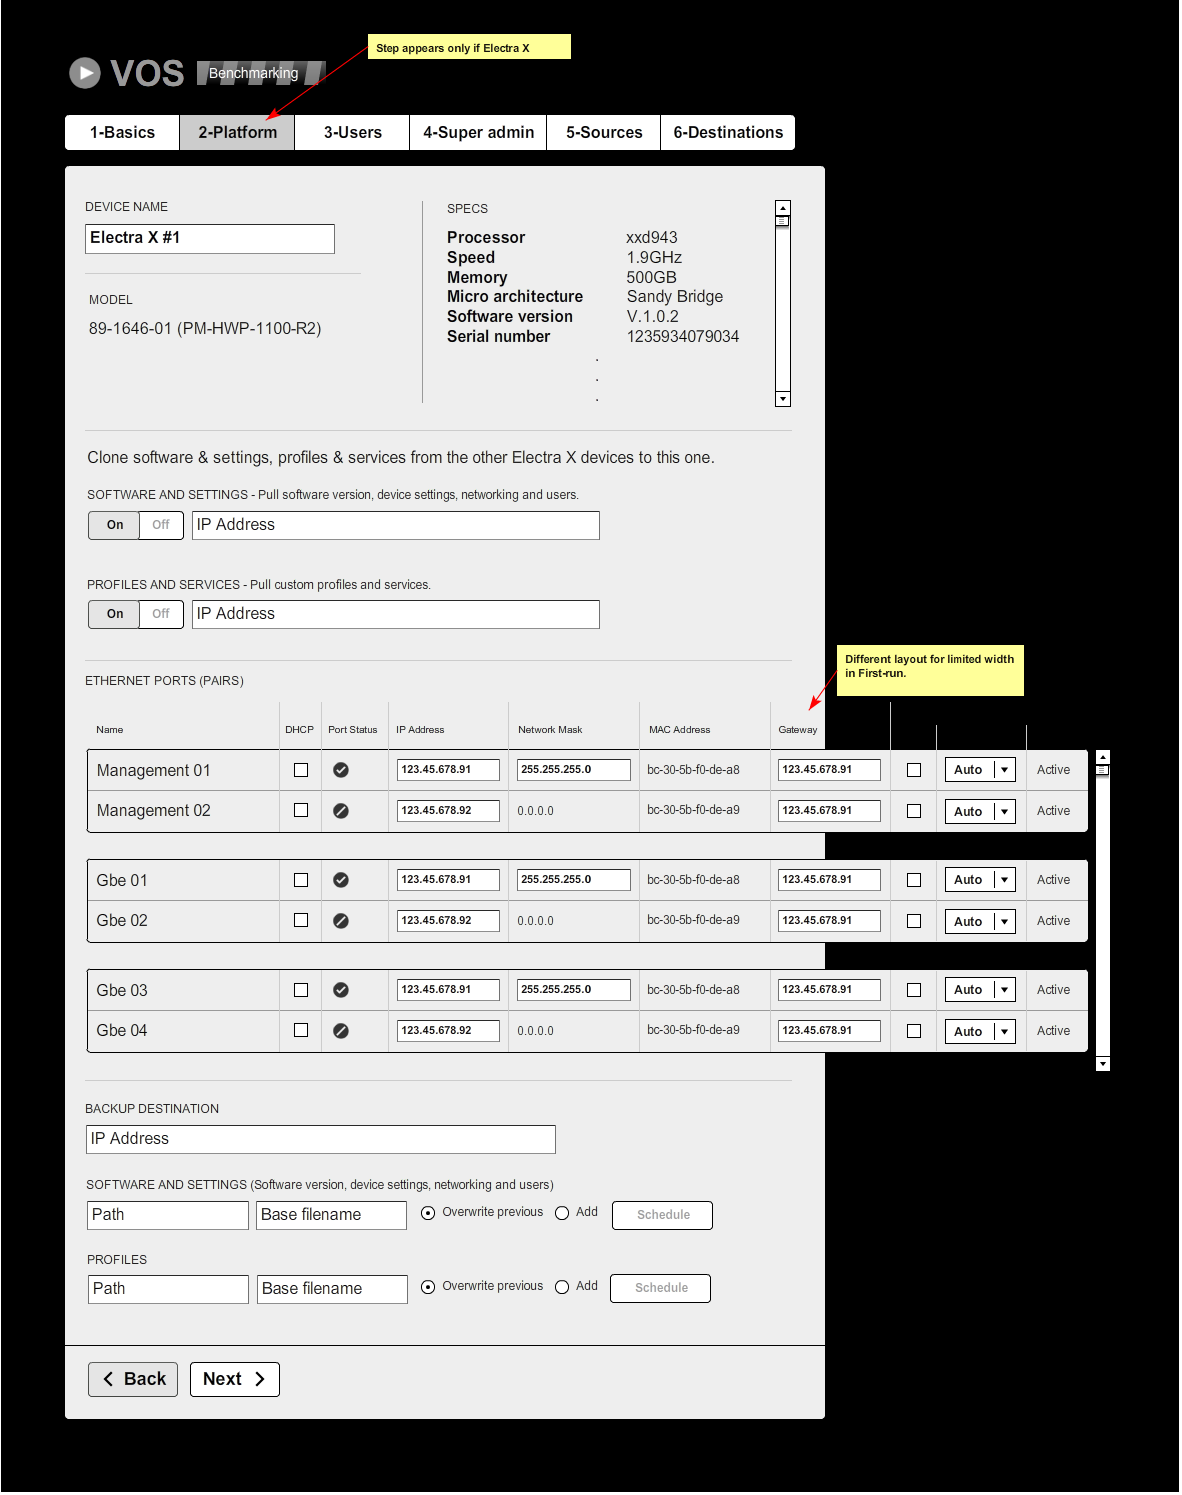 Step appears only if Electra X
VOS Benchmarking
1-Basics 2-Platform 3-Users 4-Super admin 5-Sources 6-Destinations
DEVICE NAME
Electra X #1
MODEL
89-1646-01 (PM-HWP-1100-R2)
SPECS
Processor xxd943
Speed 1.9GHz
Memory 500GB
Micro architecture Sandy Bridge
Software version V.1.0.2
Serial number 1235934079034
.
.
.
Clone software & settings, profiles & services from the other Electra X devices to this one.
SOFTWARE AND SETTINGS - Pull software version, device settings, networking and users.
On Off IP Address
PROFILES AND SERVICES - Pull custom profiles and services.
On Off IP Address
Different layout for limited width
in First-run.
ETHERNET PORTS (PAIRS)
Name DHCP Port Status IP Address Network Mask MAC Address Gateway
Management 01 123.45.678.91 255.255.255.0 bc-30-5b-f0-de-a8 123.45.678.91 Auto Active
Management 02 123.45.678.92 0.0.0.0 bc-30-5b-f0-de-a9 123.45.678.91 Auto Active
Gbe 01 123.45.678.91 255.255.255.0 bc-30-5b-f0-de-a8 123.45.678.91 Auto Active
Gbe 02 123.45.678.92 0.0.0.0 bc-30-5b-f0-de-a9 123.45.678.91 Auto Active
Gbe 03 123.45.678.91 255.255.255.0 bc-30-5b-f0-de-a8 123.45.678.91 Auto Active
Gbe 04 123.45.678.92 0.0.0.0 bc-30-5b-f0-de-a9 123.45.678.91 Auto Active
BACKUP DESTINATION
IP Address
SOFTWARE AND SETTINGS (Software version, device settings, networking and users)
Path Base filename Overwrite previous Add Schedule
PROFILES
Path Base filename Overwrite previous Add Schedule
Back Next